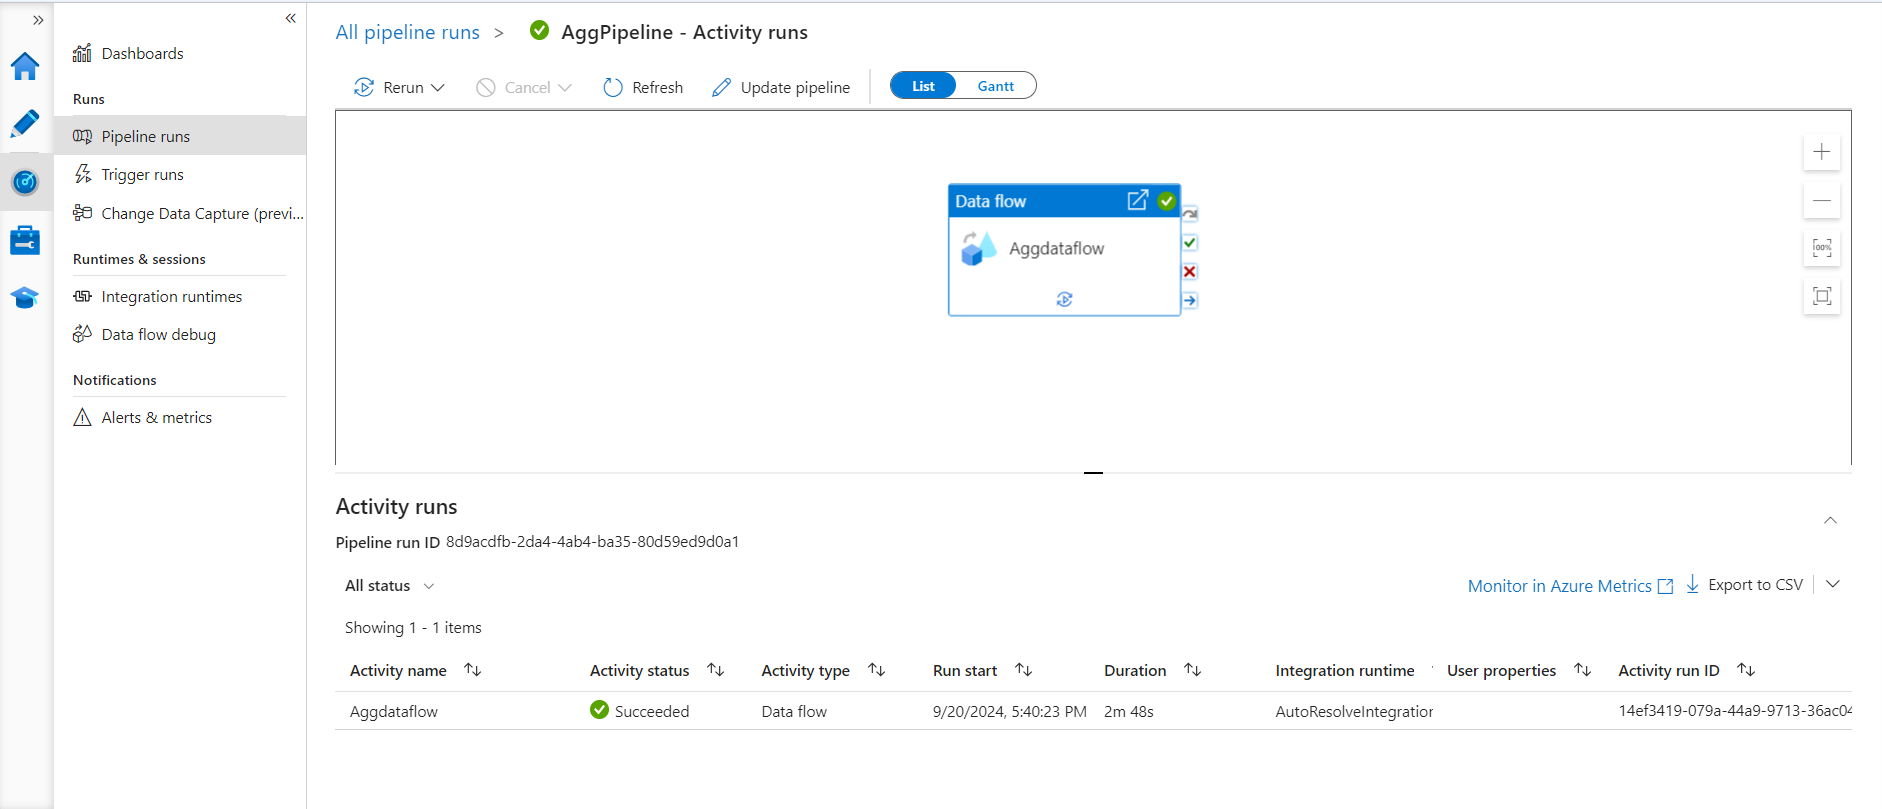 All pipeline runs > AggPipeline - Activity runs
Rerun Cancel Refresh Update pipeline List Gantt
Dashboards
Runs
Pipeline runs
Trigger runs
Change Data Capture (previ...
Runtimes & sessions
Integration runtimes
Data flow debug
Notifications
Alerts & metrics
Data flow
Aggdataflow
100%
Activity runs
Pipeline run ID 8d9acdfb-2da4-4ab4-ba35-80d59ed9d0a1
All status
Monitor in Azure Metrics Export to CSV
Showing 1 - 1 items
Activity name Activity status Activity type Run start Duration Integration runtime User properties Activity run ID
Aggdataflow Succeeded Data flow 9/20/2024, 5:40:23 PM 2m 48s AutoResolveIntegration 14ef3419-079a-44a9-9713-36ac04